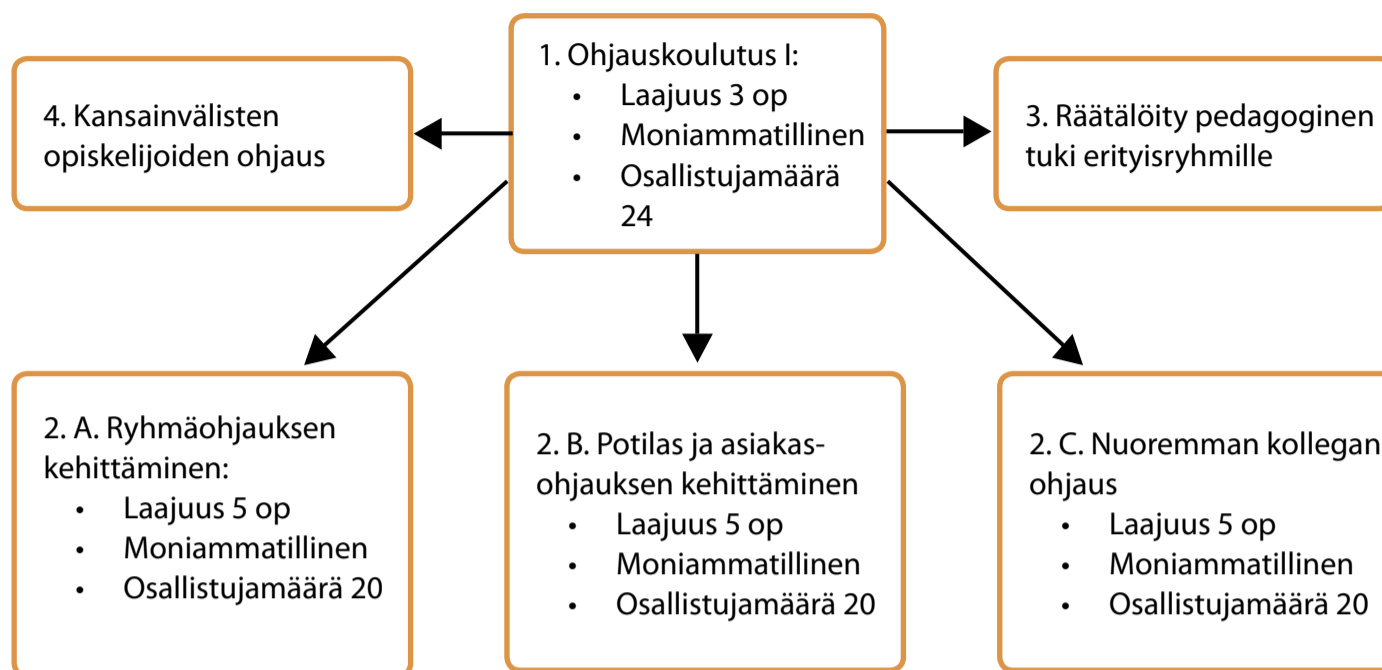 1. Ohjauskoulutus I:
• Laajuus 3 op
• Moniammatillinen
• Osallistujamäärä
24
4. Kansainvälisten
opiskelijoiden ohjaus
3. Räätälöity pedagoginen
tuki erityisryhmille
2. A. Ryhmäohjauksen
kehittäminen:
• Laajuus 5 op
• Moniammatillinen
• Osallistujamäärä 20
2. B. Potilas ja asiakas-
ohjauksen kehittäminen
• Laajuus 5 op
• Moniammatillinen
• Osallistujamäärä 20
2. C. Nuoremman kollegan
ohjaus
• Laajuus 5 op
• Moniammatillinen
• Osallistujamäärä 20